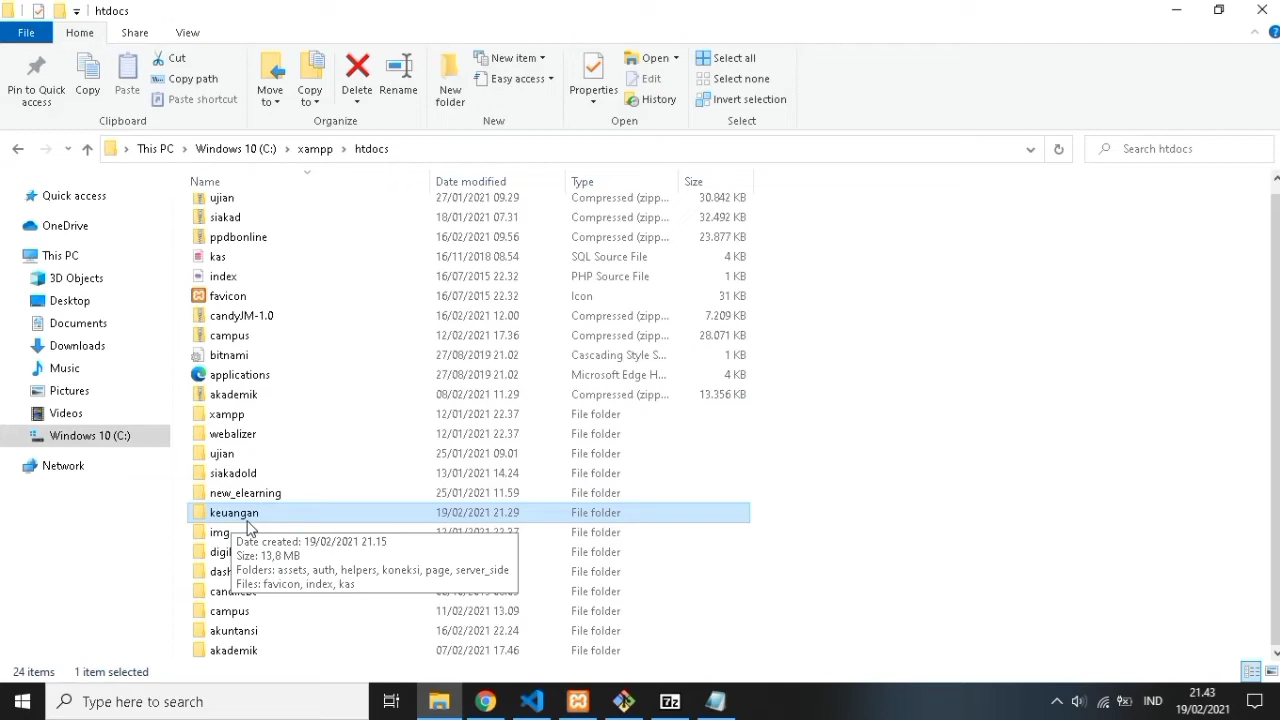 htdocs
File Home Share View
Pin to Quick access
Copy
Paste
Cut
Copy path
Paste shortcut
Clipboard
Move to
Copy to
Delete
Rename
Organize
New folder
New item
Easy access
New
Properties
Open
Edit
History
Open
Select all
Select none
Invert selection
Select
This PC Windows 10 (C:) xampp htdocs
Search htdocs
Quick access
OneDrive
This PC
3D Objects
Desktop
Documents
Downloads
Music
Pictures
Videos
Windows 10 (C:)
Network
Name Date modified Type Size
ujian 27/01/2021 09.29 Compressed (zipp... 30.842 KB
siakad 18/01/2021 07.31 Compressed (zipp... 32.492 KB
ppdbonline 16/02/2021 09.56 Compressed (zipp... 23.877 KB
kas 16/11/2018 08.54 SQL Source File 4 KB
index 16/07/2015 22.32 PHP Source File 1 KB
favicon 16/07/2015 22.32 Icon 31 KB
candyJM-1.0 16/02/2021 12.00 Compressed (zipp... 7.209 KB
campus 12/02/2021 17.36 Compressed (zipp... 28.071 KB
bitnami 27/08/2019 21.02 Cascading Style S... 1 KB
applications 27/08/2019 21.02 Microsoft Edge H... 4 KB
akademik 08/02/2021 11.29 Compressed (zipp... 13.356 KB
xampp 12/01/2021 22.37 File folder
webalizer 12/01/2021 22.37 File folder
ujian 25/01/2021 09.01 File folder
siakadold 13/01/2021 14.24 File folder
new_elearning 25/01/2021 11.59 File folder
keuangan 19/02/2021 21.29 File folder
img 12/01/2021 22.37 File folder
File folder
File folder
File folder
Date created: 19/02/2021 21.15
Size: 13,8 MB
Folders: assets, auth, helpers, koneksi, page, server_side
Files: favicon, index, kas
campus 11/02/2021 13.09 File folder
akuntansi 16/02/2021 22.24 File folder
akademik 07/02/2021 17.46 File folder
24 items 1 item selected
Type here to search
7z
IND
21.43
19/02/2021